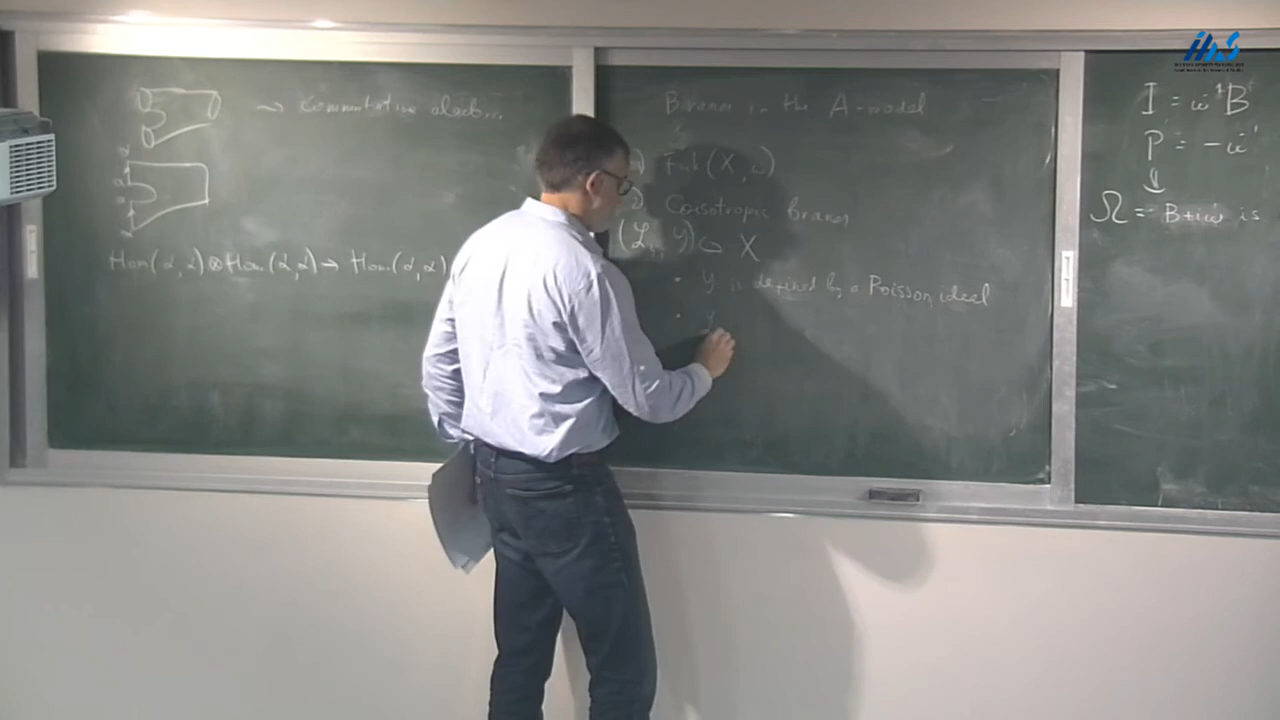 → Commutative algebra
α
α
α
Hom(α, α) ⊗ Hom(α, α) → Hom(α, α)
Branes in the A-model
Fuk(X, ω)
Coisotropic branes
(ℒ, Y) ⊂ X
• Y is defined by a Poisson ideal
• Y
I = ω⁻¹B
P = -ω⁻¹
Ω = B+iω is